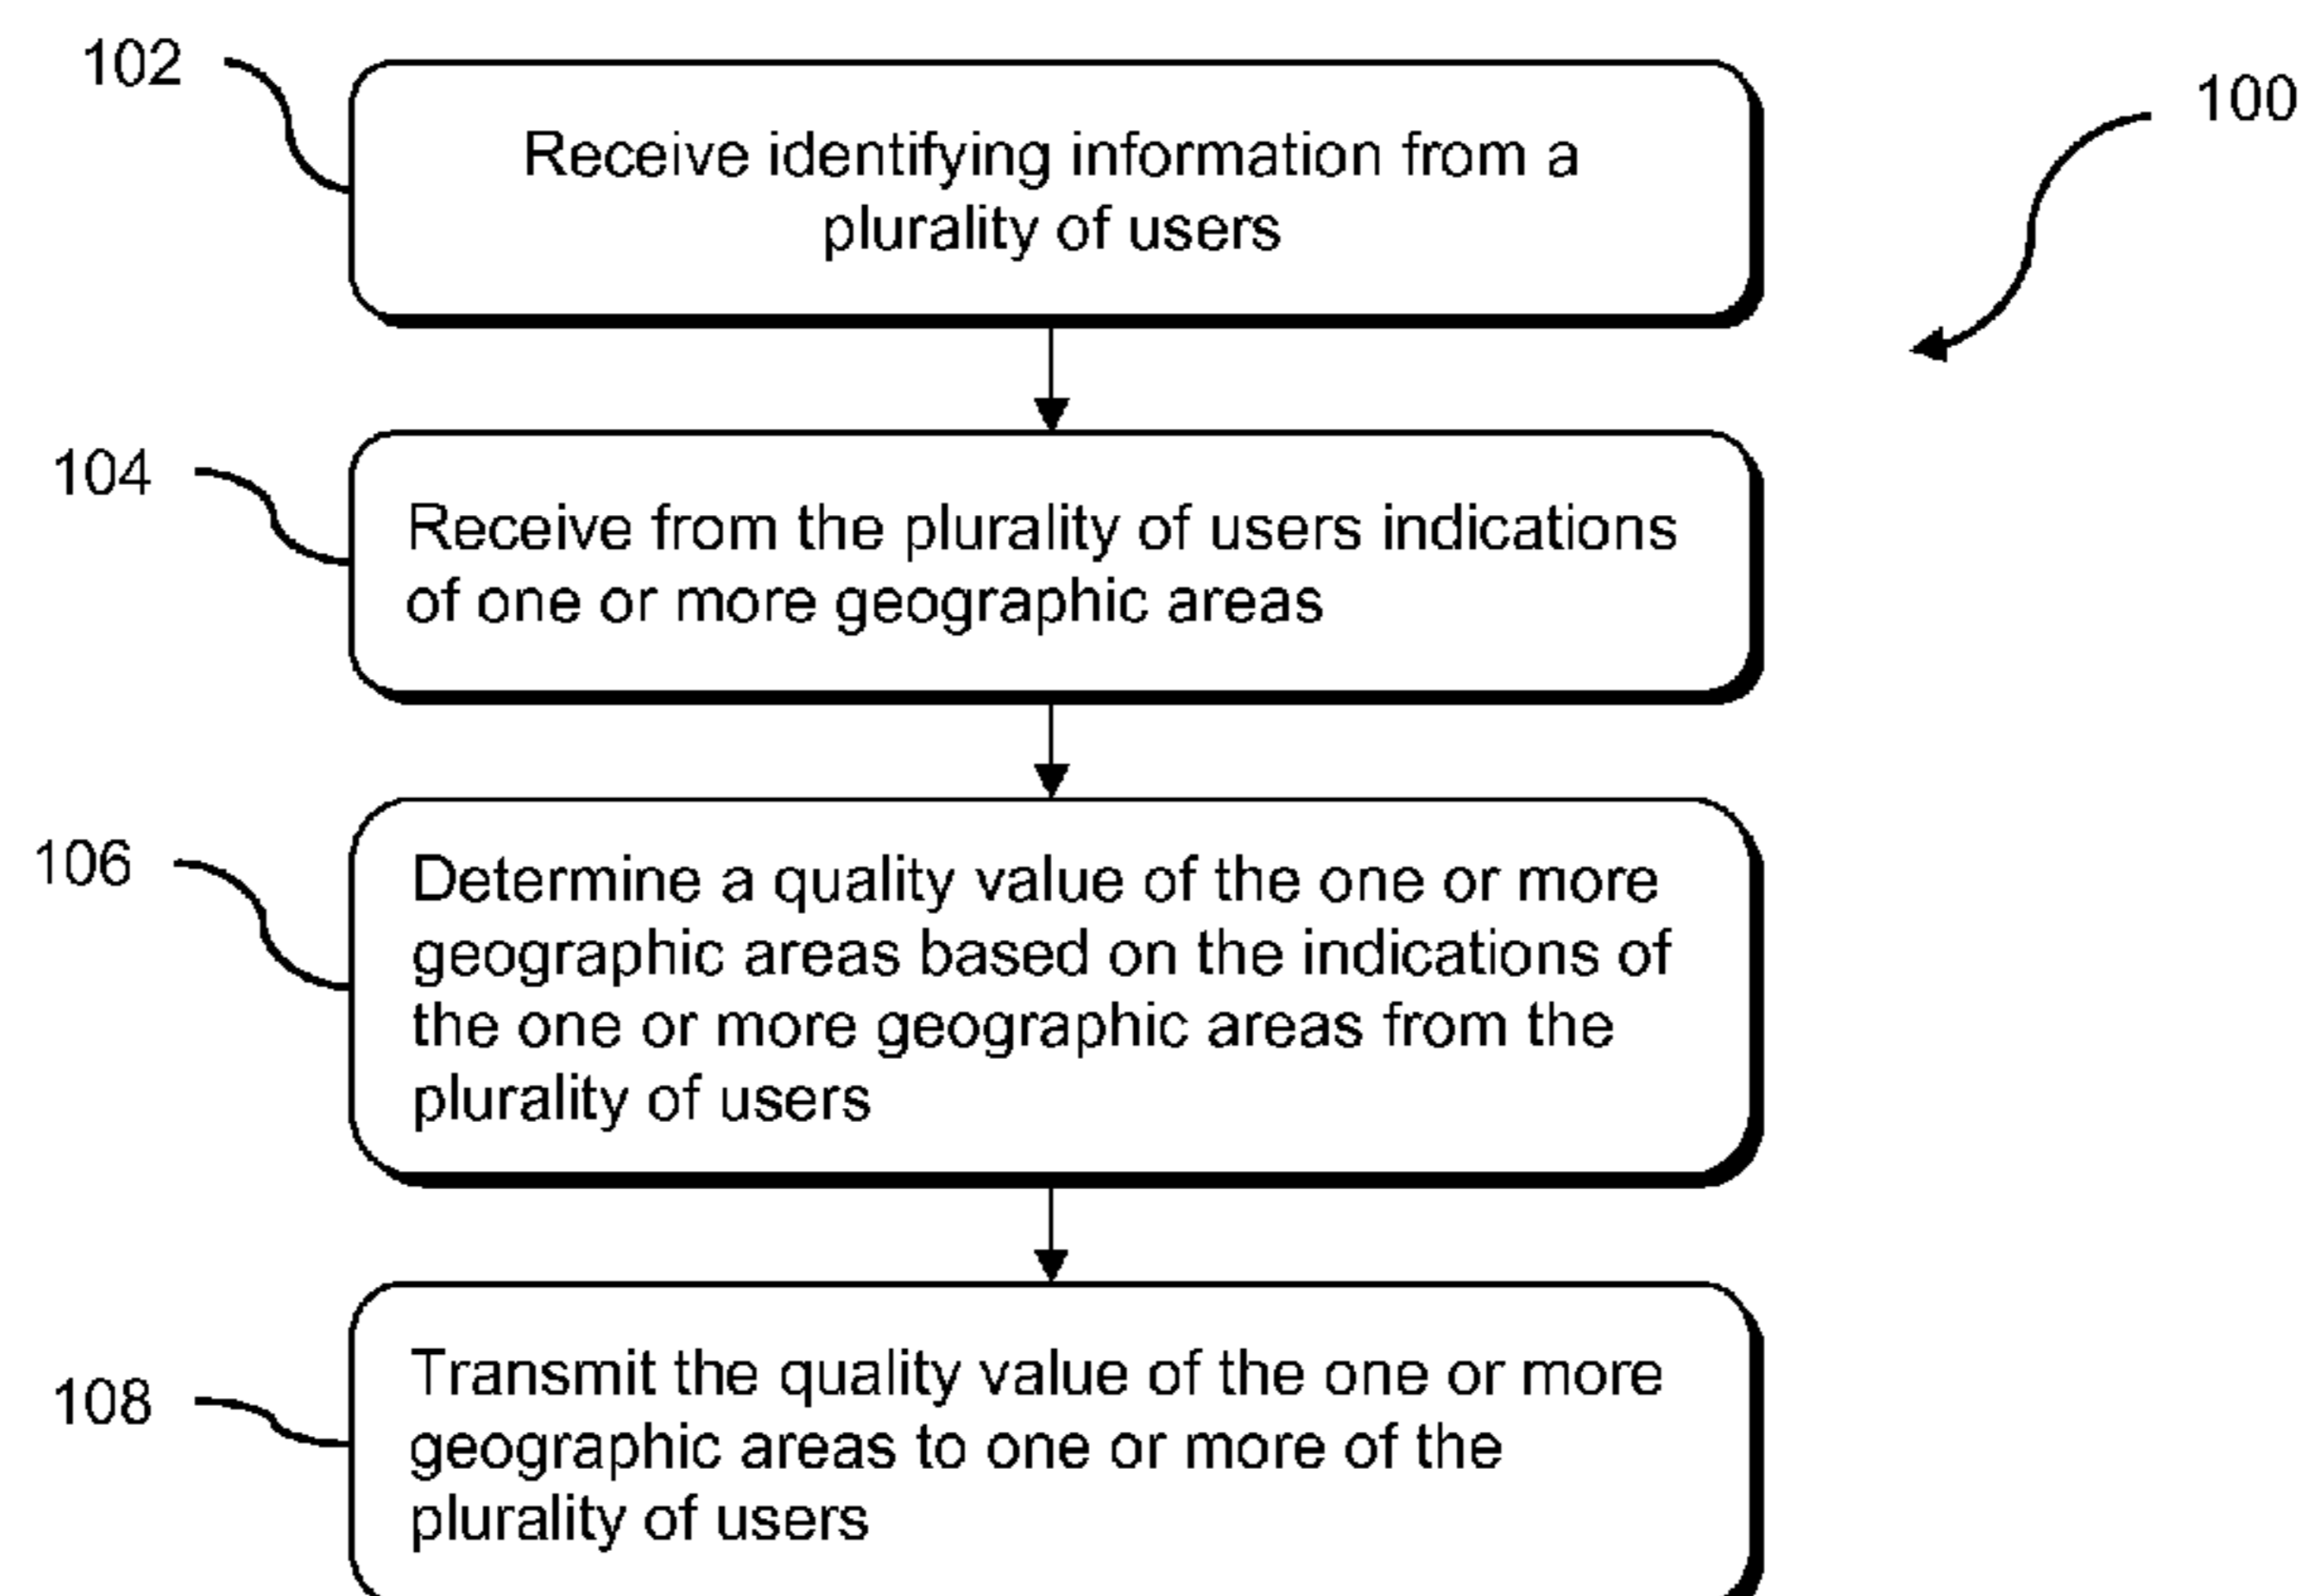 102
100
Receive identifying information from a
plurality of users
104
Receive from the plurality of users indications
of one or more geographic areas
106
Determine a quality value of the one or more
geographic areas based on the indications of
the one or more geographic areas from the
plurality of users
108
Transmit the quality value of the one or more
geographic areas to one or more of the
plurality of users